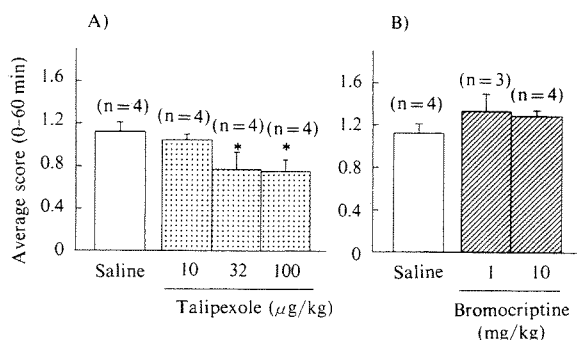 A)
Average score (0-60 min)
1.6
1.2
0.8
0.4
0
(n=4)
(n=4)
(n=4)
(n=4)
*
*
Saline
10
32
100
Talipexole (μg/kg)
B)
1.6
1.2
0.8
0.4
0
(n=4)
(n=3)
(n=4)
Saline
1
10
Bromocriptine
(mg/kg)